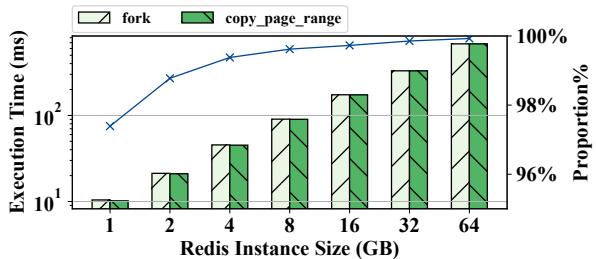 fork copy_page_range
Execution Time (ms)
10²
10¹
100%
98%
96%
Proportion%
1 2 4 8 16 32 64
Redis Instance Size (GB)